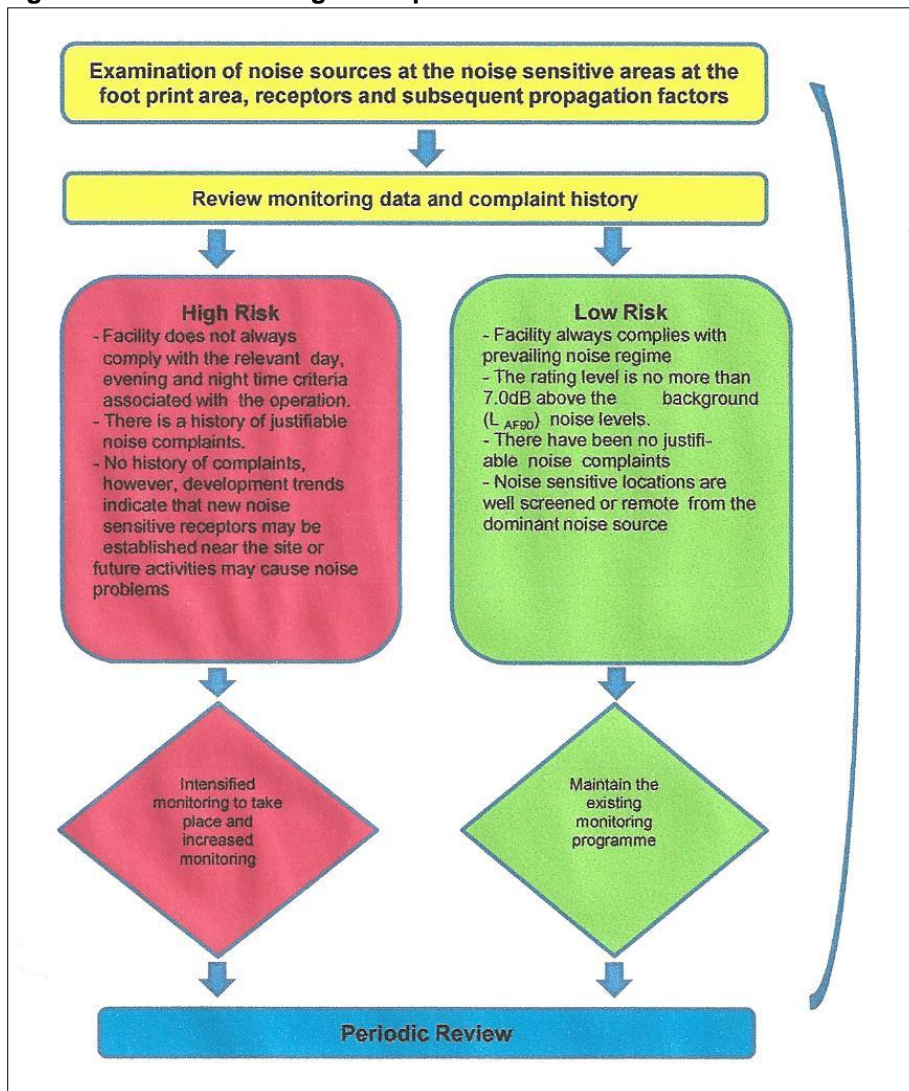 Examination of noise sources at the noise sensitive areas at the
foot print area, receptors and subsequent propagation factors
Review monitoring data and complaint history
High Risk
- Facility does not always
comply with the relevant day,
evening and night time criteria
associated with the operation.
- There is a history of justifiable
noise complaints.
- No history of complaints,
however, development trends
indicate that new noise
sensitive receptors may be
established near the site or
future activities may cause noise
problems
Low Risk
- Facility always complies with
prevailing noise regime
- The rating level is no more than
7.0dB above the background
(L AF90) noise levels.
- There have been no justifi-
able noise complaints
- Noise sensitive locations are
well screened or remote from the
dominant noise source
Intensified
monitoring to take
place and
increased
monitoring
Maintain the
existing
monitoring
programme
Periodic Review